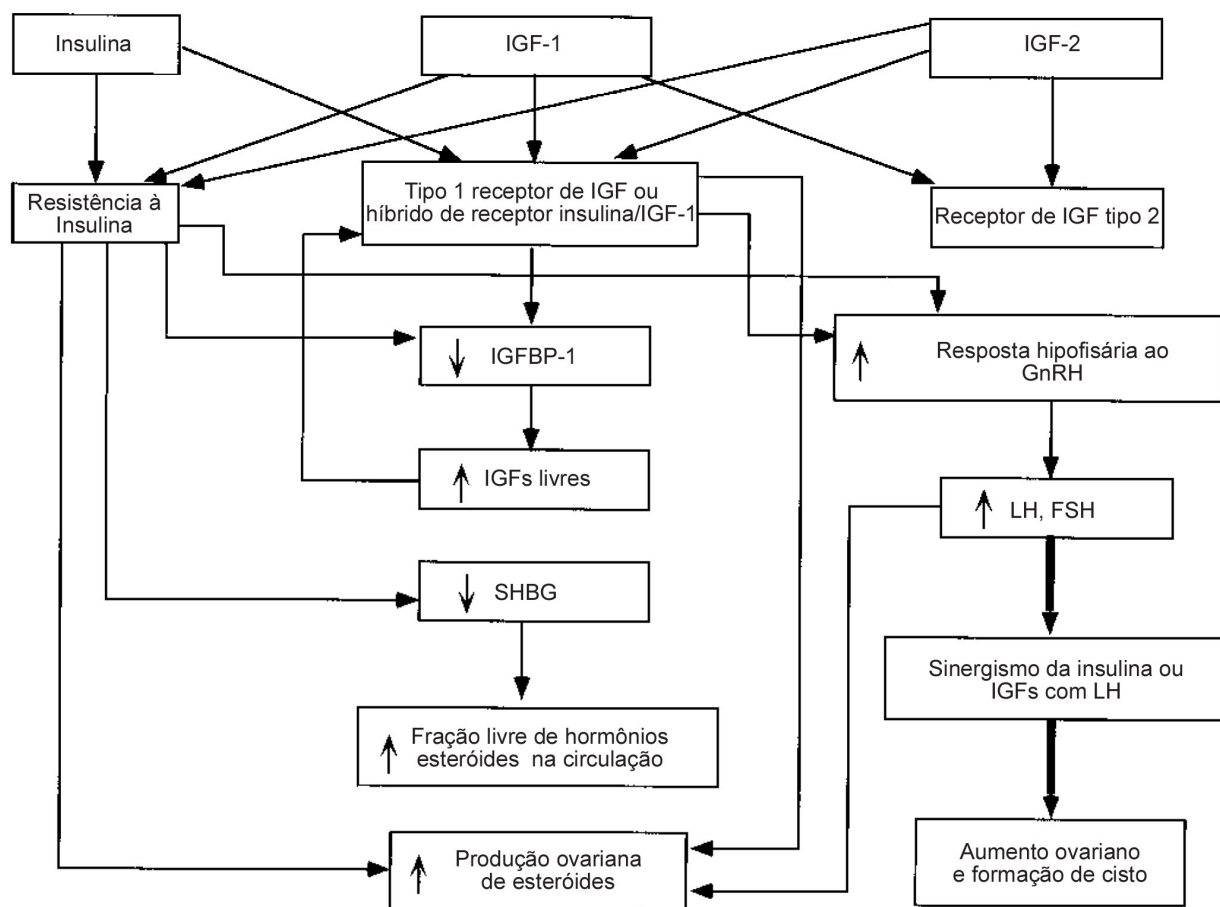 Insulina
IGF-1
IGF-2
Resistência à
Insulina
Tipo 1 receptor de IGF ou
híbrido de receptor insulina/IGF-1
Receptor de IGF tipo 2
↓ IGFBP-1
↑ Resposta hipofisária ao
GnRH
↑ IGFs livres
↑ LH, FSH
↓ SHBG
Sinergismo da insulina ou
IGFs com LH
↑ Fração livre de hormônios
esteróides na circulação
↑ Produção ovariana
de esteróides
Aumento ovariano
e formação de cisto